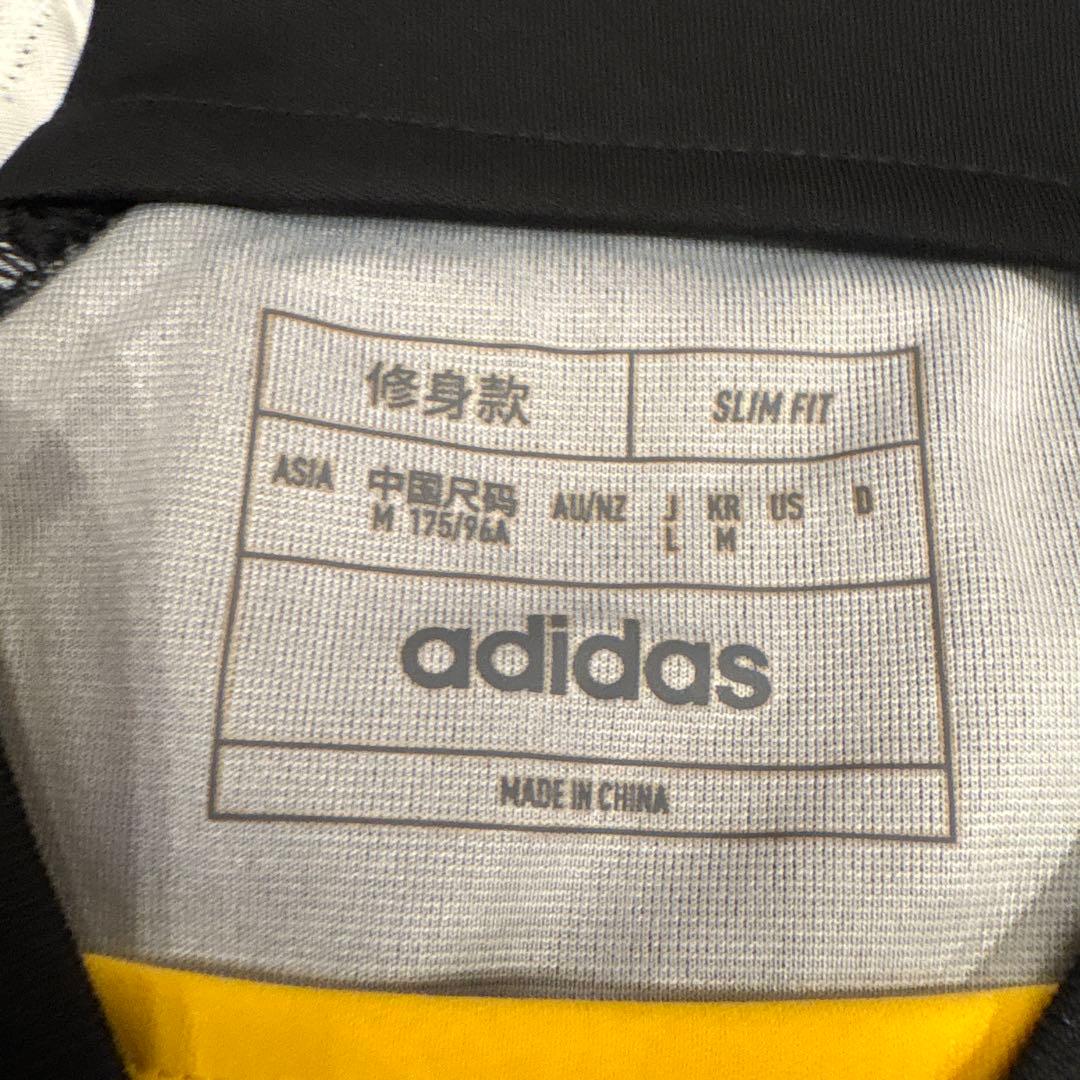 修身款 SLIM FIT
ASIA 中国尺码 AU/NZ J KR US D
M 175/96A L M
adidas
MADE IN CHINA